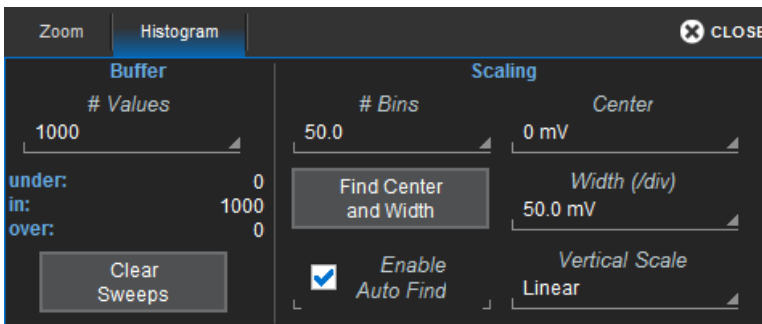 Zoom Histogram CLOSE
Buffer Scaling
# Values # Bins Center
1000 50.0 0 mV
under: 0
in: 1000
over: 0
Find Center
and Width
Width (/div)
50.0 mV
Clear
Sweeps
Enable
Auto Find
Vertical Scale
Linear